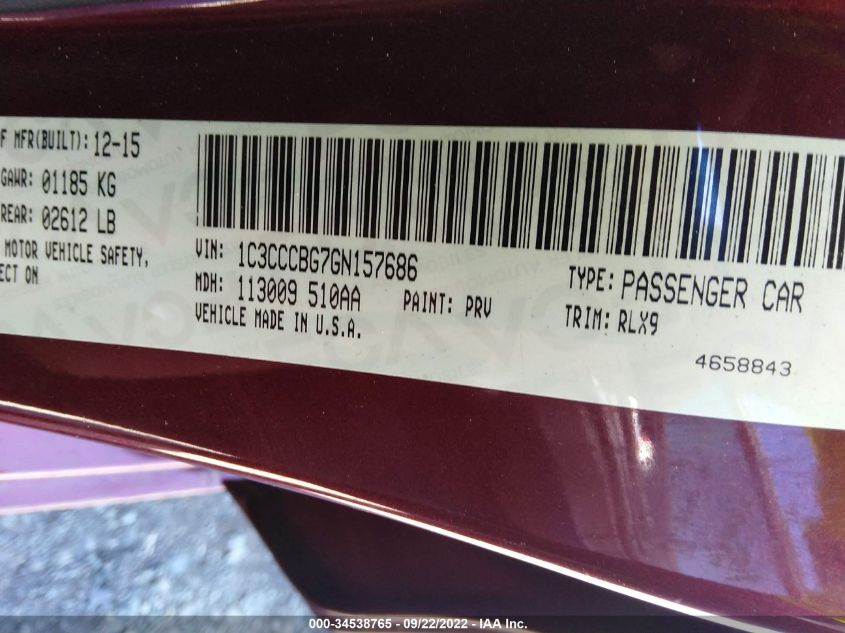 F MFR(BUILT): 12-15
GAWR: 01185 KG
REAR: 02612 LB
MOTOR VEHICLE SAFETY,
ECT ON
VIN: 1C3CCCBG7GN157686
TYPE: PASSENGER CAR
MDH: 113009 510AA PAINT: PRV
TRIM: RLX9
VEHICLE MADE IN U.S.A.
4658843
000-34538765 - 09/22/2022 - IAA Inc.